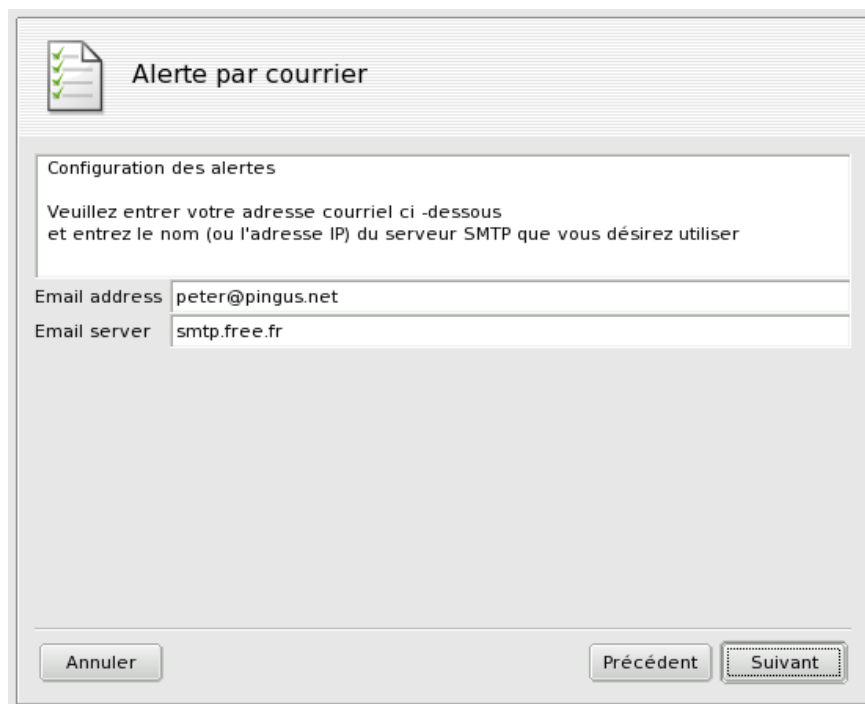 Alerte par courrier
Configuration des alertes
Veuillez entrer votre adresse courriel ci -dessous
et entrez le nom (ou l'adresse IP) du serveur SMTP que vous désirez utiliser
Email address peter@pingus.net
Email server smtp.free.fr
Annuler Précédent Suivant